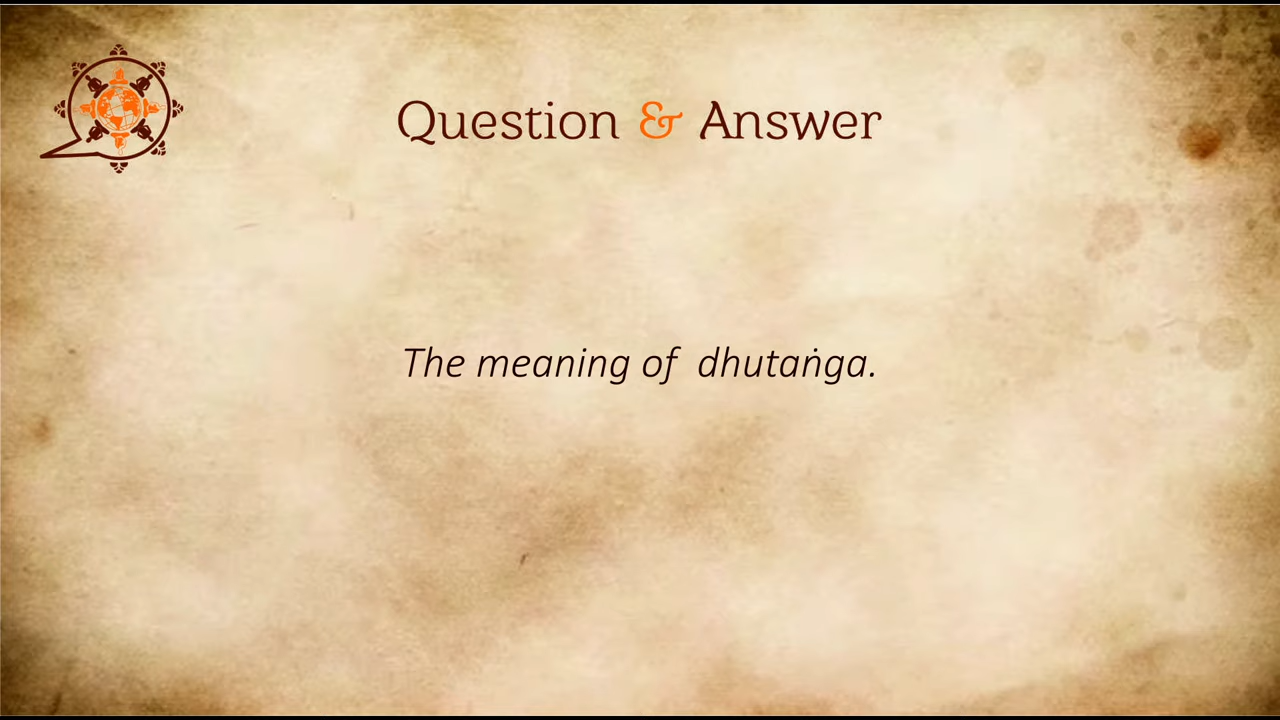 Question & Answer
The meaning of dhutaṅga.